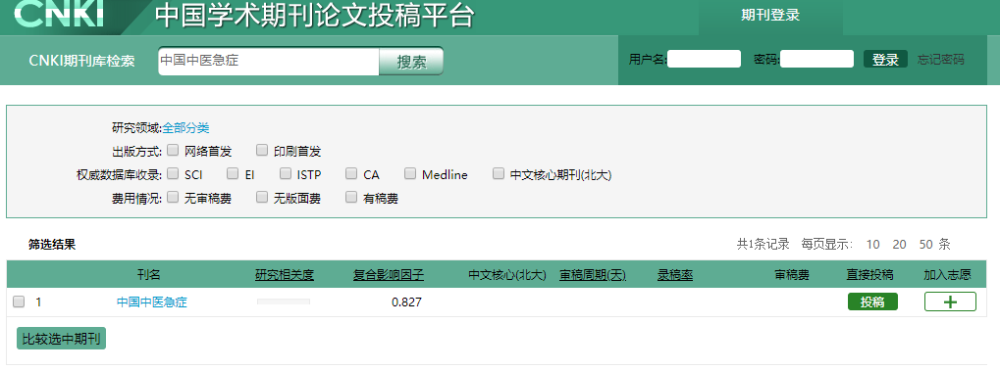 CNKI 中国学术期刊论文投稿平台 期刊登录
CNKI期刊库检索 中国中医急症 搜索 用户名: 密码: 登录 忘记密码
研究领域:全部分类
出版方式: 网络首发 印刷首发
权威数据库收录: SCI EI ISTP CA Medline 中文核心期刊(北大)
费用情况: 无审稿费 无版面费 有稿费
筛选结果 共1条记录 每页显示: 10 20 50 条
刊名 研究相关度 复合影响因子 中文核心(北大) 审稿周期(天) 录稿率 审稿费 直接投稿 加入志愿
1 中国中医急症 0.827 投稿 +
比较选中期刊